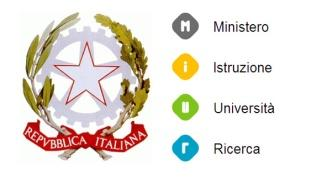 REPVBBLICA ITALIANA
M Ministero
i Istruzione
U Università
r Ricerca